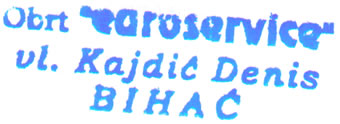 Obrt "euroservice"
vl. Kajdić Denis
BIHAĆ